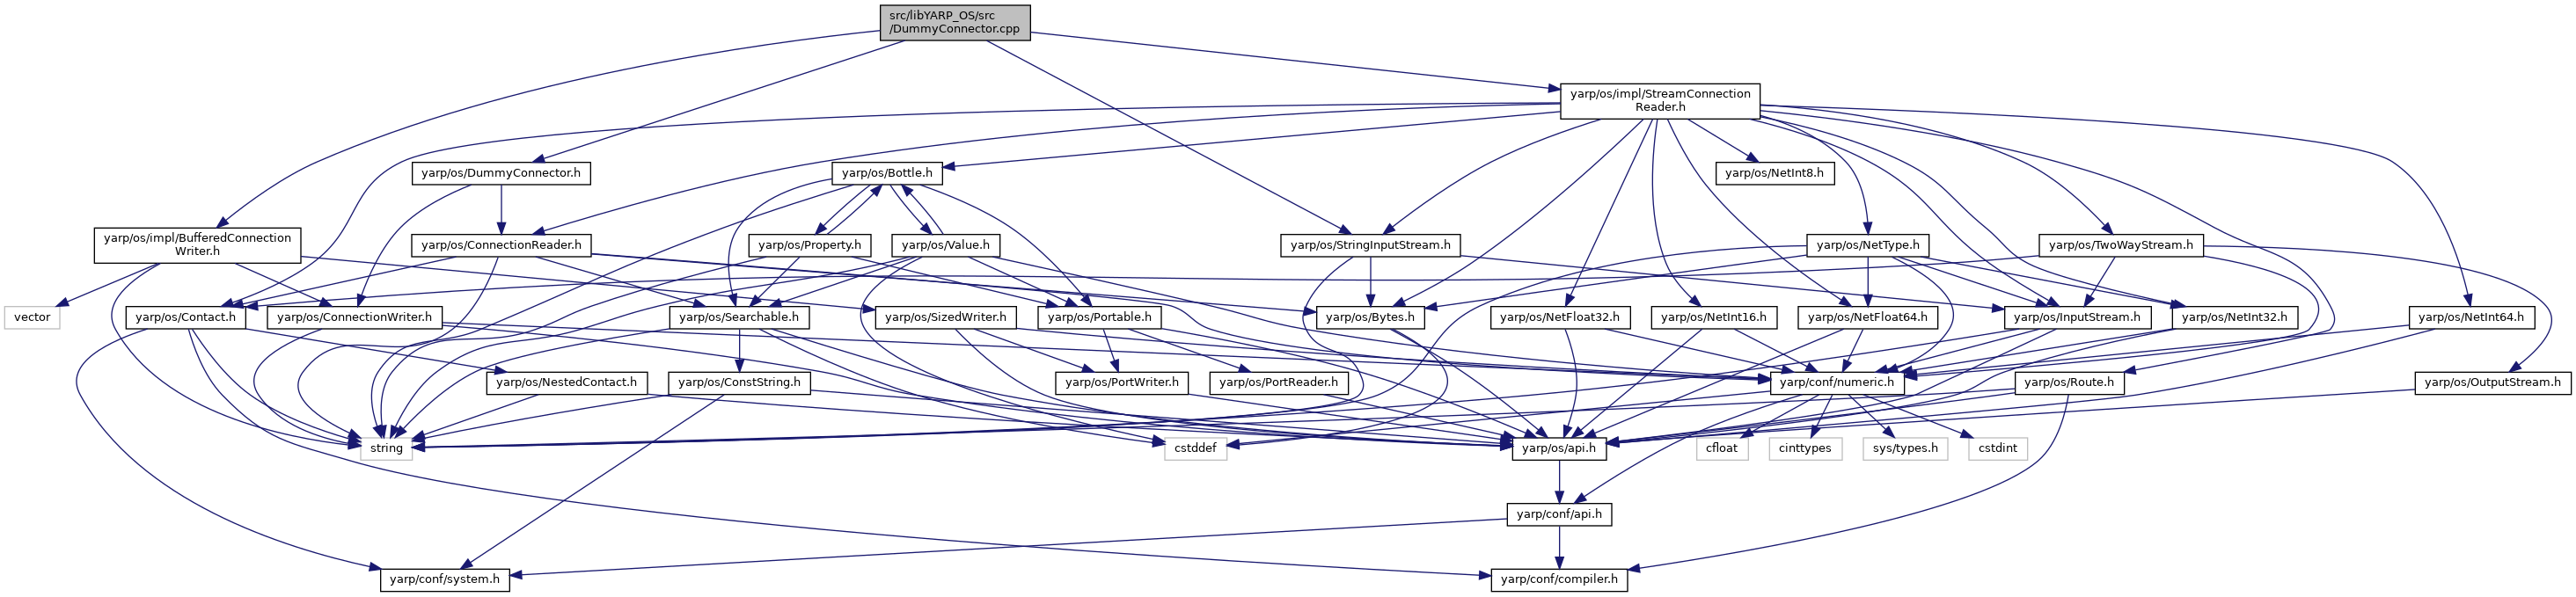 src/libYARP_OS/src
/DummyConnector.cpp
yarp/os/impl/StreamConnection
Reader.h
yarp/os/DummyConnector.h
yarp/os/Bottle.h
yarp/os/NetInt8.h
yarp/os/impl/BufferedConnection
Writer.h
yarp/os/ConnectionReader.h
yarp/os/Property.h
yarp/os/Value.h
yarp/os/StringInputStream.h
yarp/os/NetType.h
yarp/os/TwoWayStream.h
vector
yarp/os/Contact.h
yarp/os/ConnectionWriter.h
yarp/os/Searchable.h
yarp/os/SizedWriter.h
yarp/os/Portable.h
yarp/os/Bytes.h
yarp/os/NetFloat32.h
yarp/os/NetInt16.h
yarp/os/NetFloat64.h
yarp/os/InputStream.h
yarp/os/NetInt32.h
yarp/os/NetInt64.h
yarp/os/NestedContact.h
yarp/os/ConstString.h
yarp/os/PortWriter.h
yarp/os/PortReader.h
yarp/conf/numeric.h
yarp/os/Route.h
yarp/os/OutputStream.h
string
cstddef
yarp/os/api.h
cfloat
cinttypes
sys/types.h
cstdint
yarp/conf/api.h
yarp/conf/system.h
yarp/conf/compiler.h